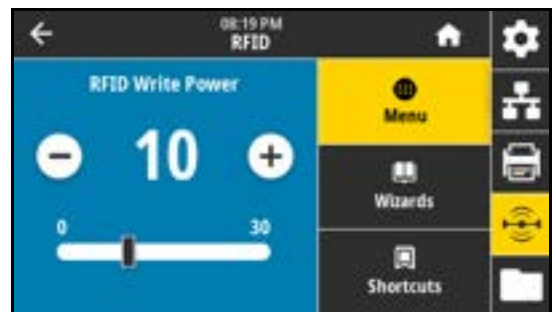 08:19 PM
RFID
RFID Write Power
10
0 30
Menu
Wizards
Shortcuts